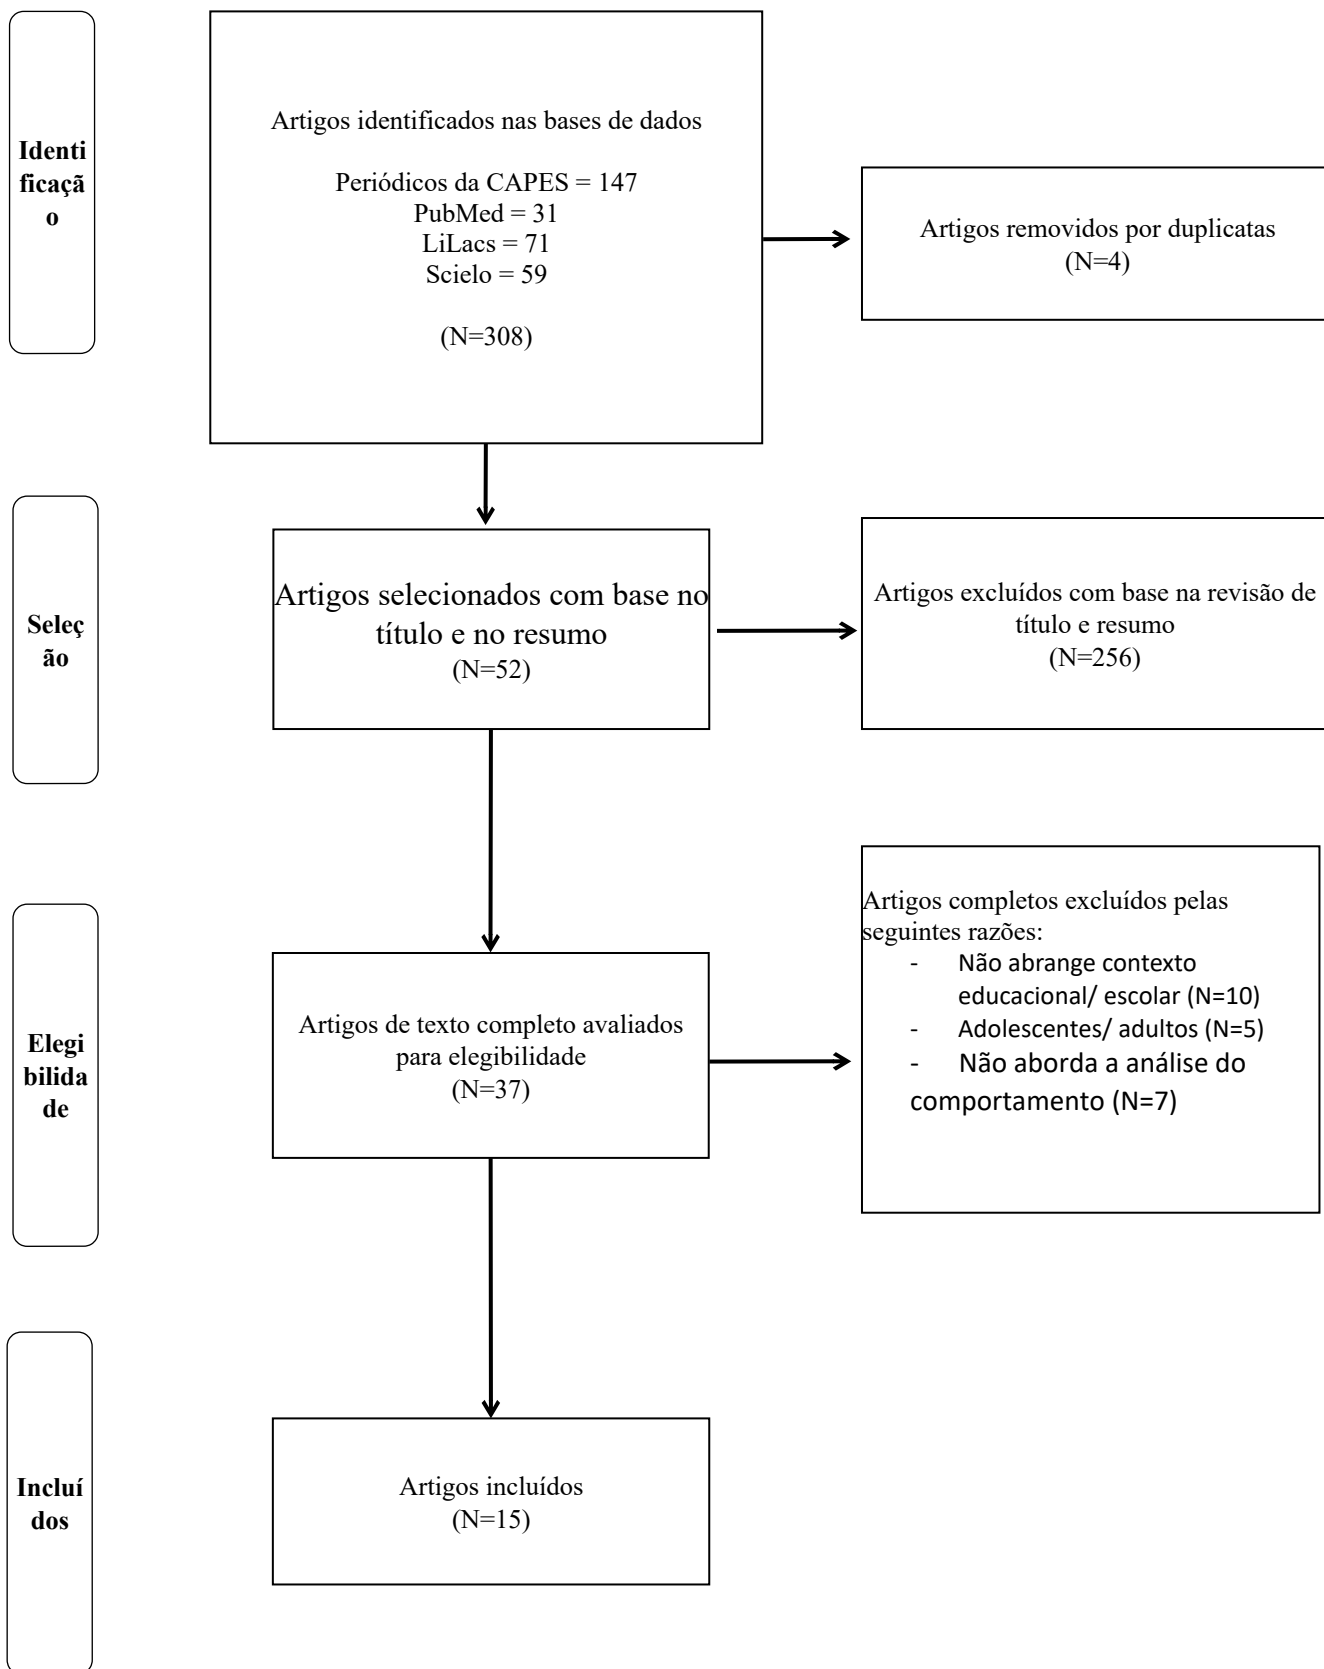 Identi
ficaçã
o
Artigos identificados nas bases de dados
Periódicos da CAPES = 147
PubMed = 31
LiLacs = 71
Scielo = 59
(N=308)
Artigos removidos por duplicatas
(N=4)
Seleç
ão
Artigos selecionados com base no
título e no resumo
(N=52)
Artigos excluídos com base na revisão de
título e resumo
(N=256)
Elegi
bilida
de
Artigos de texto completo avaliados
para elegibilidade
(N=37)
Artigos completos excluídos pelas
seguintes razões:
- Não abrange contexto
educacional/ escolar (N=10)
- Adolescentes/ adultos (N=5)
- Não aborda a análise do
comportamento (N=7)
Incluí
dos
Artigos incluídos
(N=15)